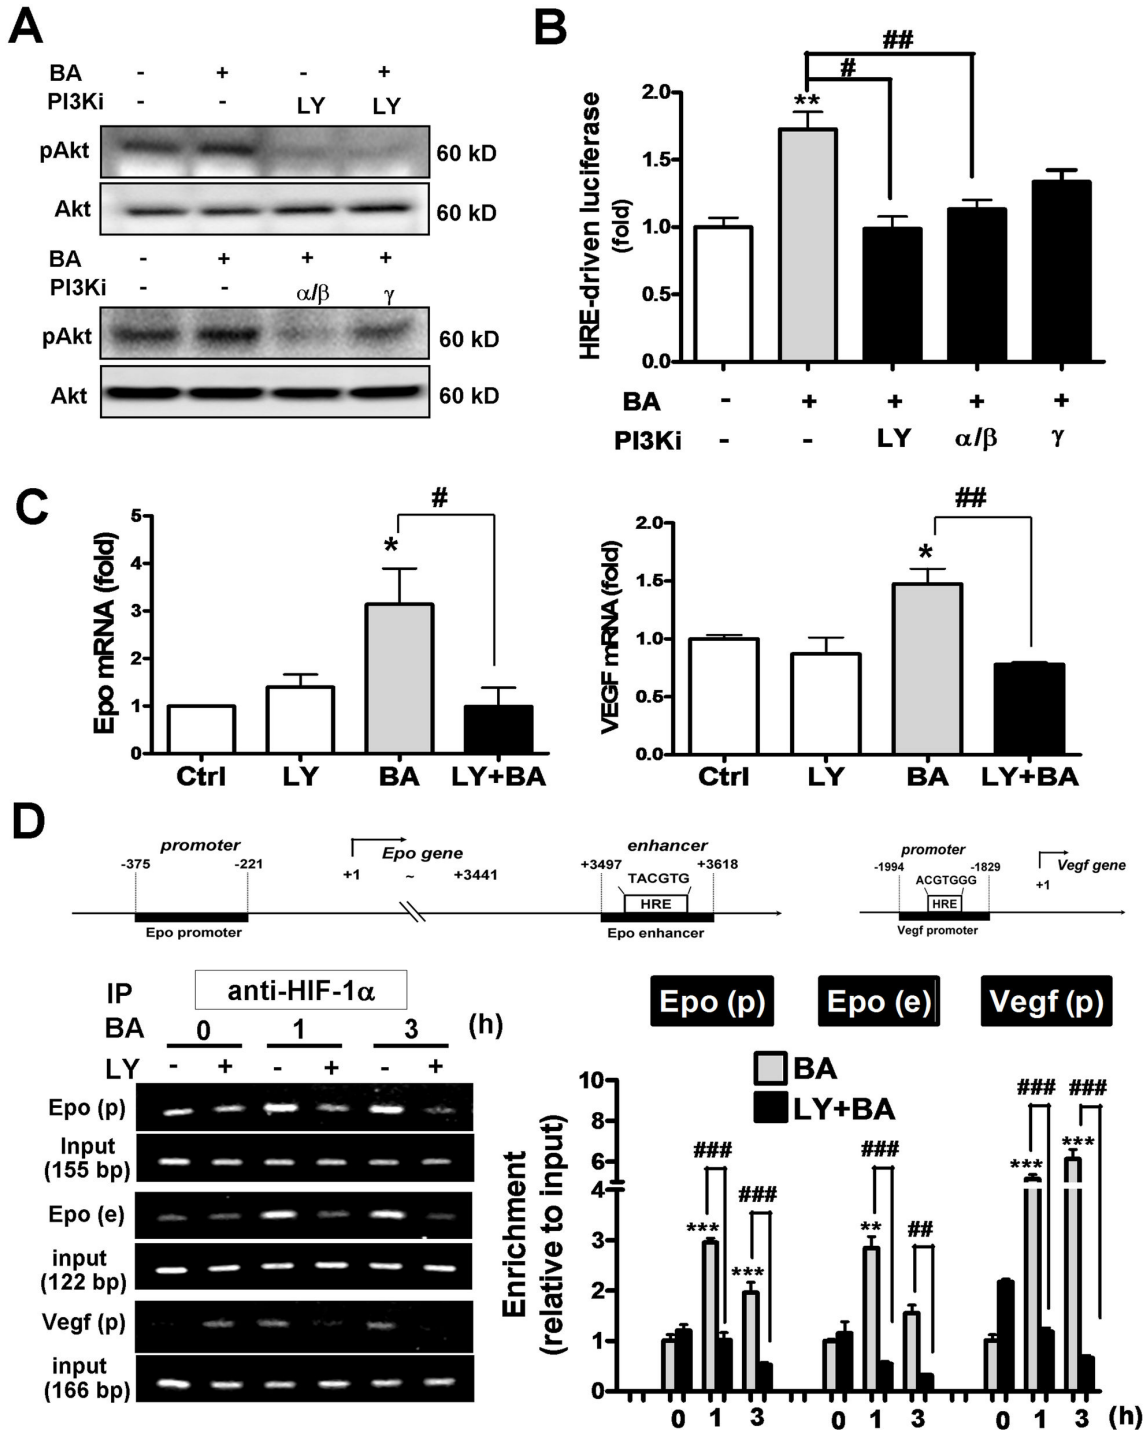 A
BA - + - +
PI3Ki - - LY LY
pAkt 60 kD
Akt 60 kD
BA - + + +
PI3Ki - - α/β γ
pAkt 60 kD
Akt 60 kD
B
##
#
**
HRE-driven luciferase
(fold)
2.0
1.5
1.0
0.5
0.0
BA - + + + +
PI3Ki - - LY α/β γ
C
Epo mRNA (fold)
5
4
3
2
1
0
#
*
Ctrl LY BA LY+BA
VEGF mRNA (fold)
2.0
1.5
1.0
0.5
0.0
##
*
Ctrl LY BA LY+BA
D
promoter
-375 -221
Epo gene
+1 ~ +3441
enhancer
+3497 +3618
TACGTG
HRE
Epo promoter
Epo enhancer
promoter
-1994 -1829
ACGTGGG
HRE
Vegf gene
+1
Vegf promoter
IP anti-HIF-1α
BA 0 1 3 (h)
LY - + - + - +
Epo (p)
Input
(155 bp)
Epo (e)
input
(122 bp)
Vegf (p)
input
(166 bp)
Epo (p) Epo (e) Vegf (p)
BA
LY+BA
Enrichment
(relative to input)
10
8
6
4
3
2
1
0
*** ### *** ###
** ### ##
*** ### *** ###
0 1 3 0 1 3 0 1 3 (h)